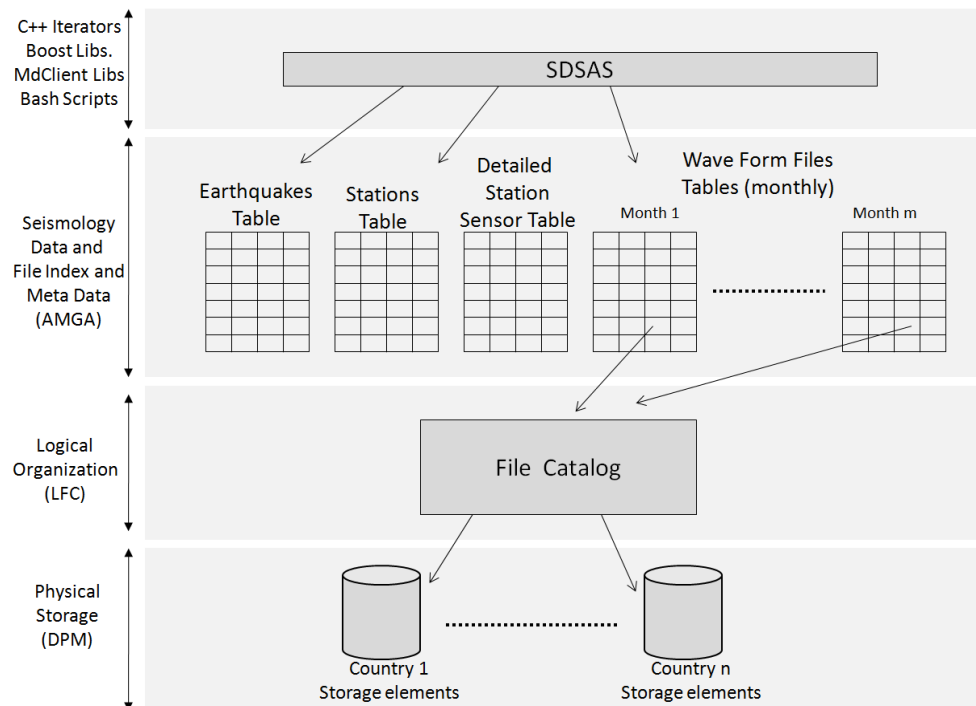 C++ Iterators
Boost Libs.
MdClient Libs
Bash Scripts
SDSAS
Seismology
Data and
File Index and
Meta Data
(AMGA)
Earthquakes
Table
Stations
Table
Detailed
Station
Sensor Table
Wave Form Files
Tables (monthly)
Month 1
Month m
Logical
Organization
(LFC)
File Catalog
Physical
Storage
(DPM)
Country 1
Storage elements
Country n
Storage elements